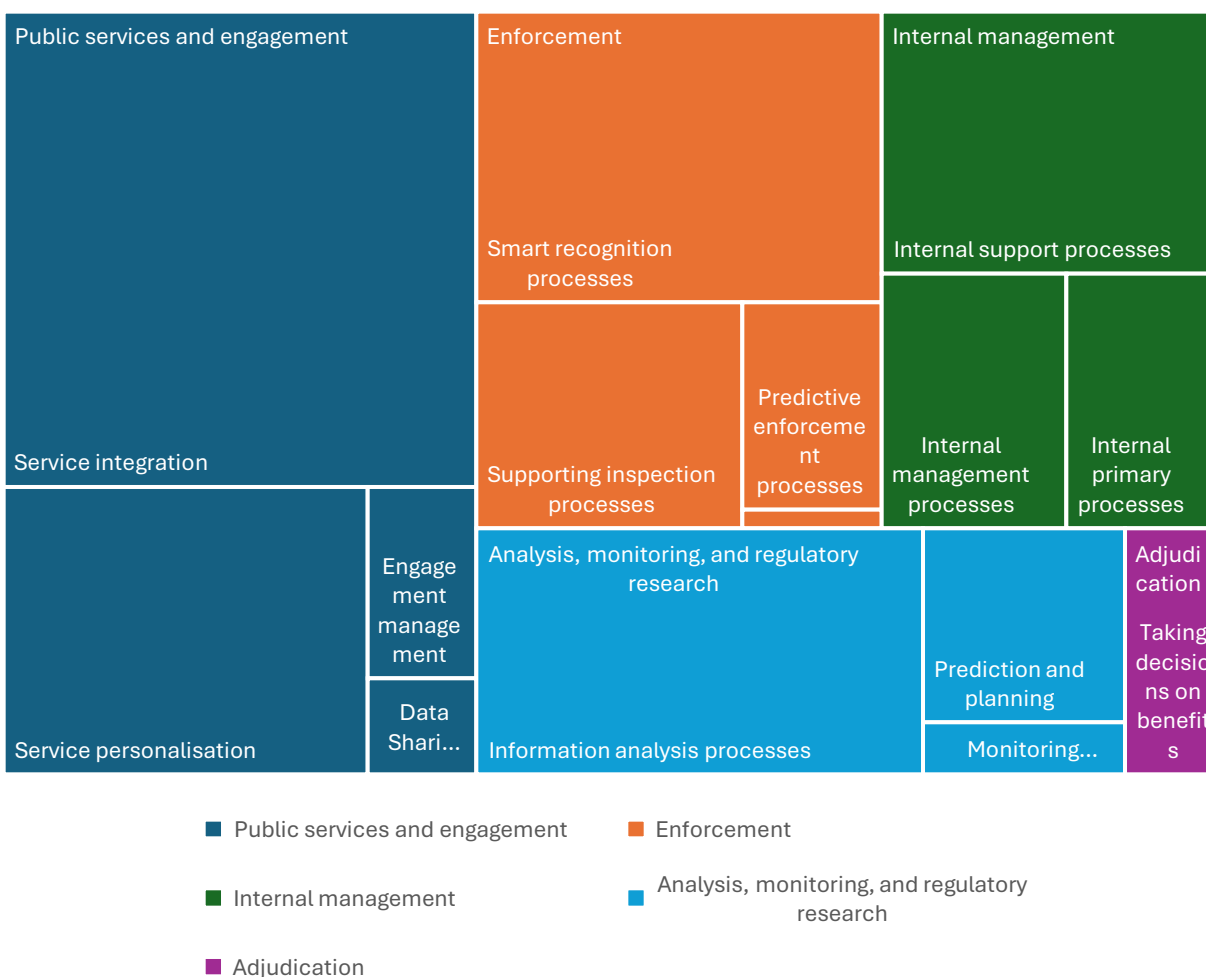 Public services and engagement
Enforcement
Internal management
Smart recognition
processes
Internal support processes
Service integration
Supporting inspection
processes
Predictive
enforceme
nt
processes
Internal
management
processes
Internal
primary
processes
Service personalisation
Engage
ment
manage
ment
Data
Shari...
Analysis, monitoring, and regulatory
research
Information analysis processes
Prediction and
planning
Monitoring...
Adjudi
cation
Taking
decisio
ns on
benefit
s
Public services and engagement
Enforcement
Internal management
Analysis, monitoring, and regulatory
research
Adjudication